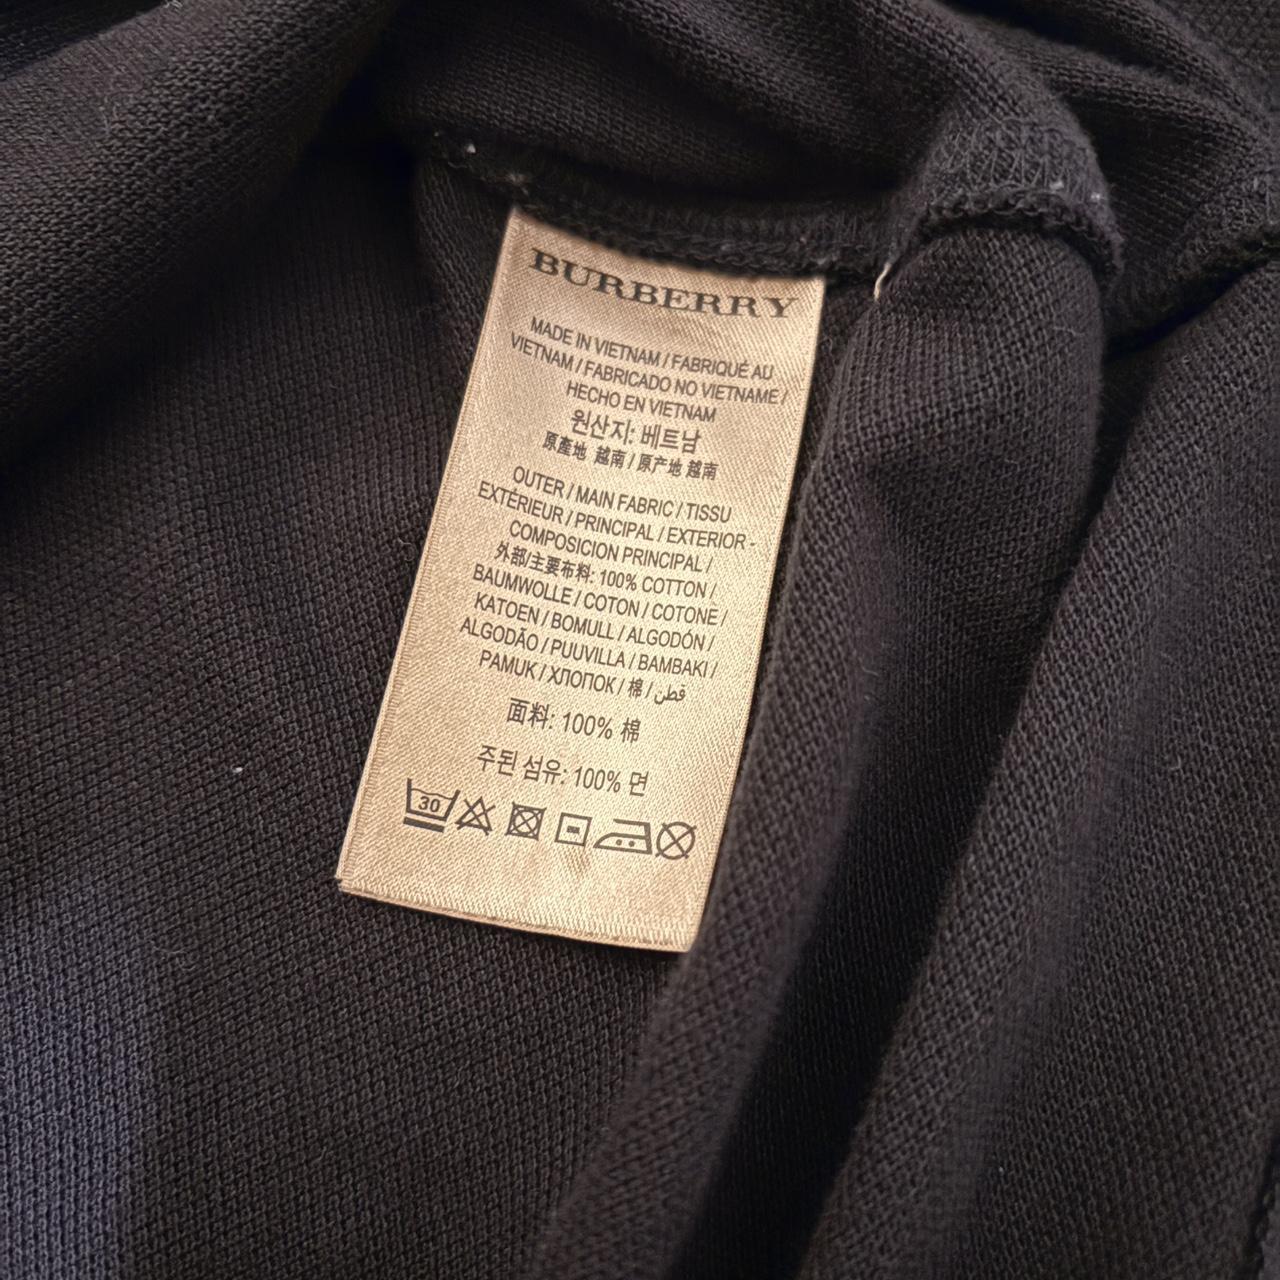 BURBERRY
MADE IN VIETNAM / FABRIQUÉ AU
VIETNAM / FABRICADO NO VIETNAME /
HECHO EN VIETNAM
원산지: 베트남
原產地 越南 / 原产地 越南
OUTER / MAIN FABRIC / TISSU
EXTÉRIEUR / PRINCIPAL / EXTERIOR -
COMPOSICION PRINCIPAL /
外部/主要布料: 100% COTTON /
BAUMWOLLE / COTON / COTONE /
KATOEN / BOMULL / ALGODÓN /
ALGODÃO / PUUVILLA / BAMBAKI /
PAMUK / ХЛОПОК / 棉 / قطن
面料: 100% 棉
주된 섬유: 100% 면
30